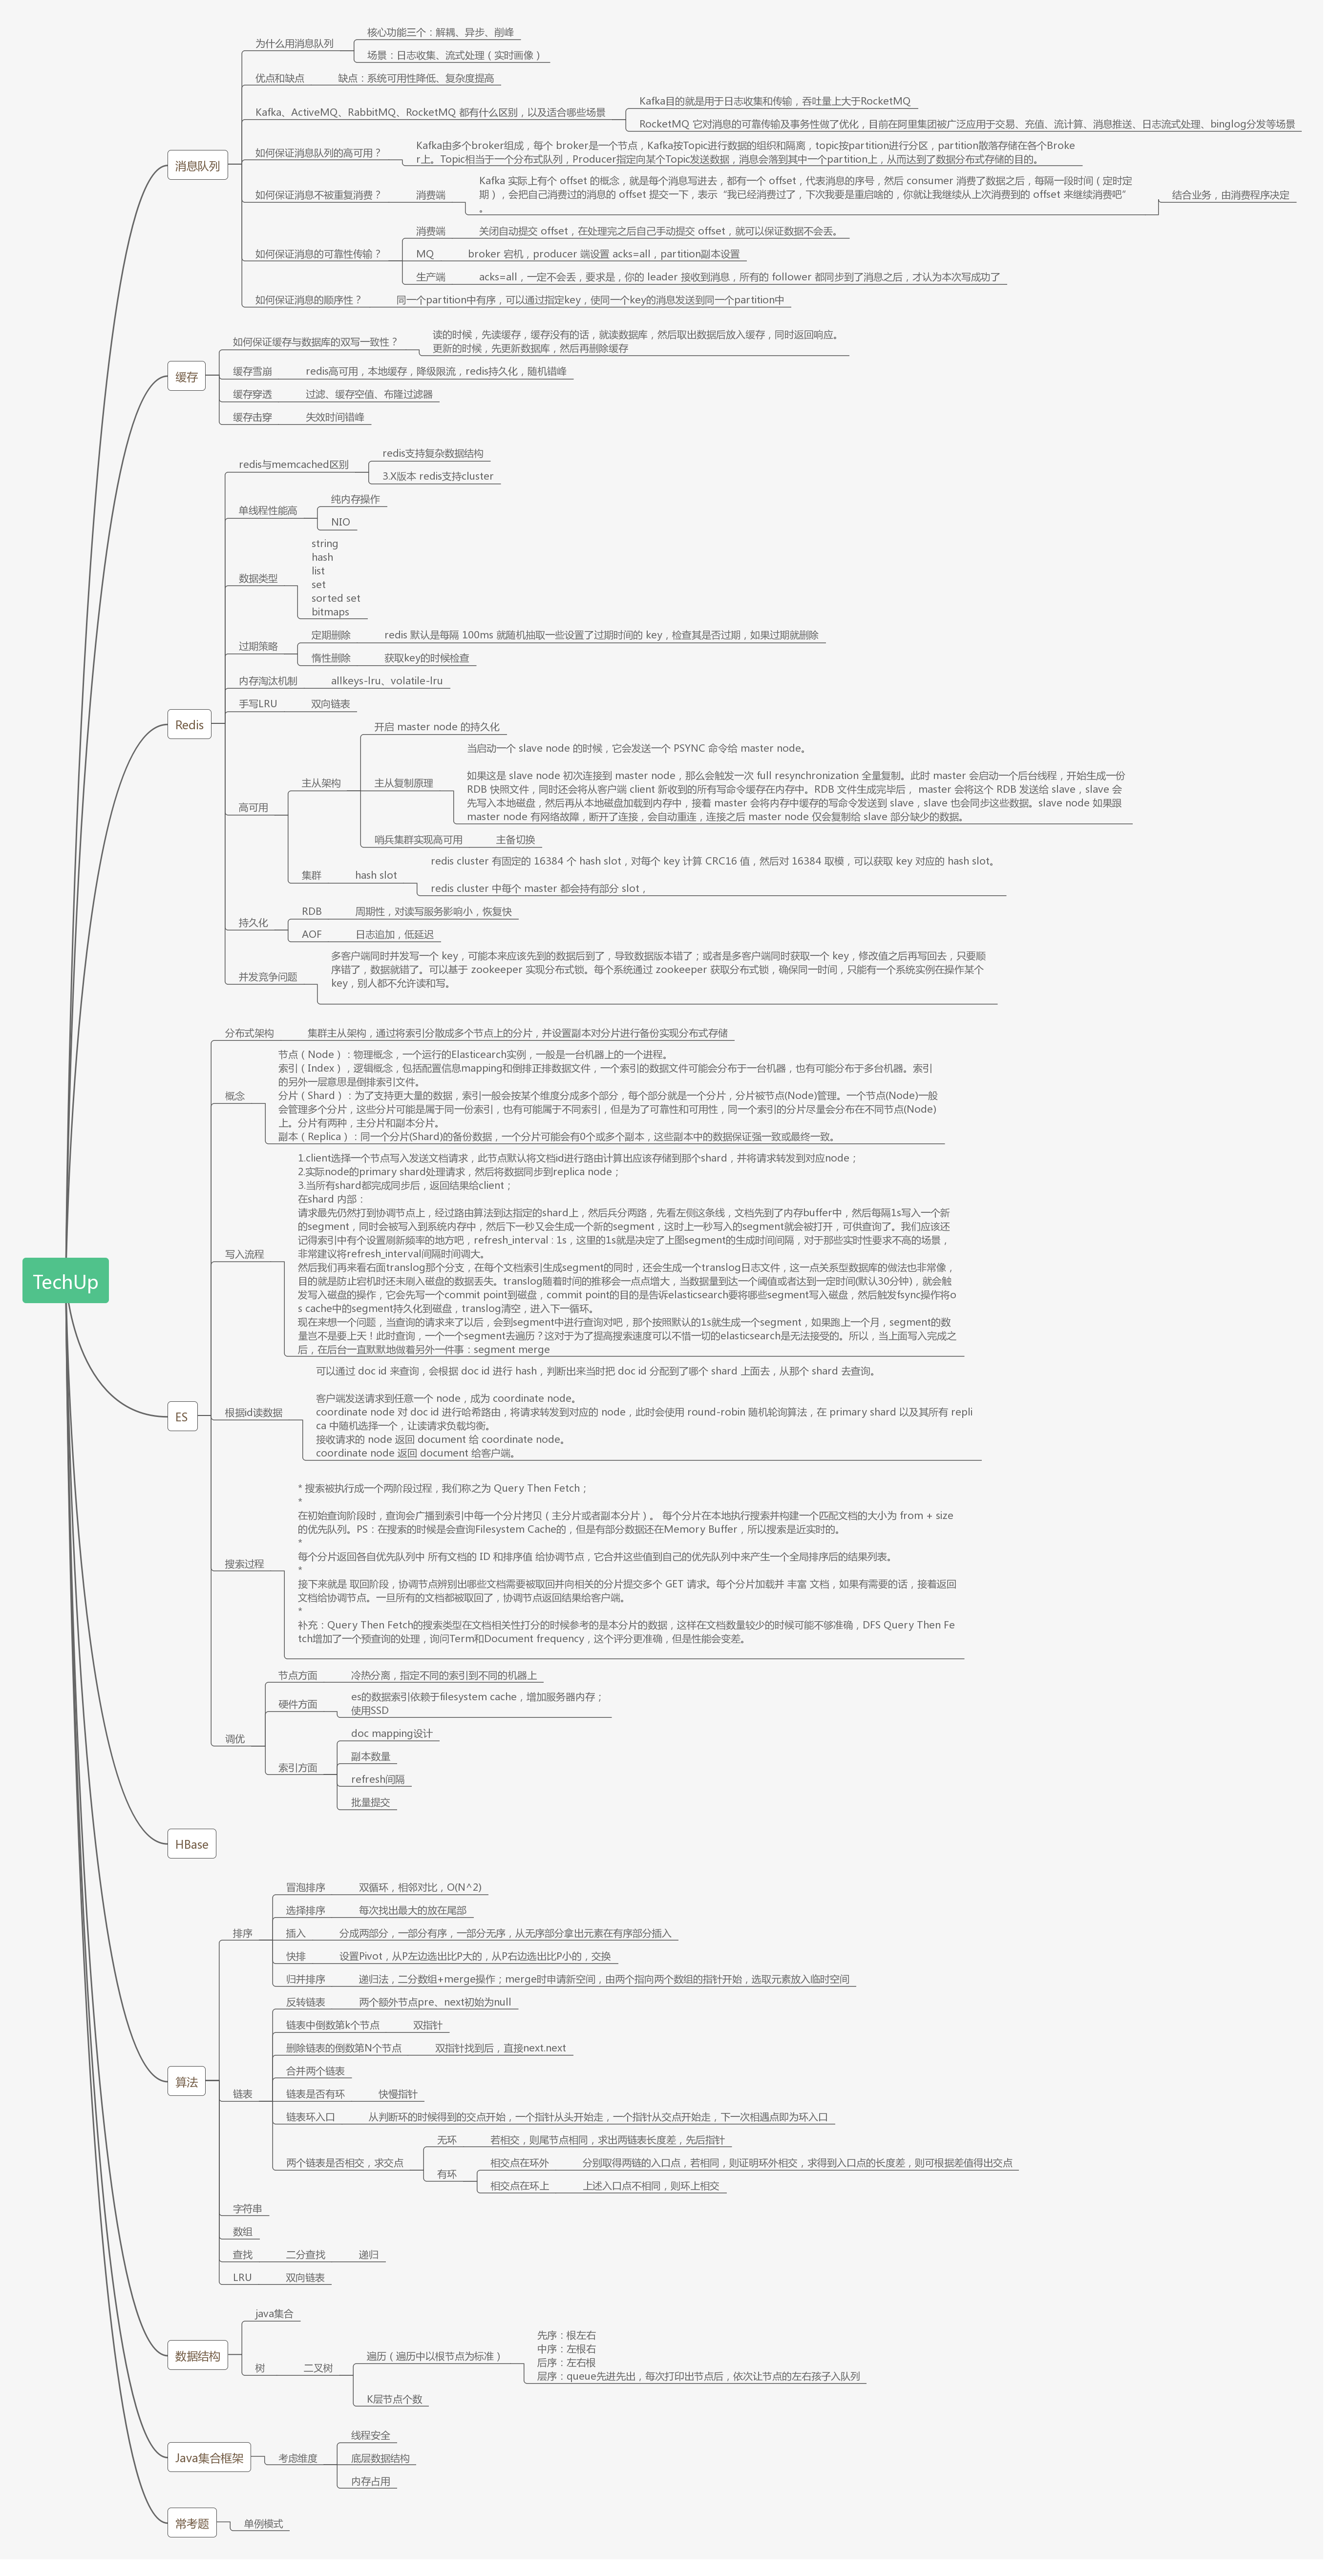 TechUp
消息队列
为什么用消息队列
核心功能三个：解耦、异步、削峰
场景：日志收集、流式处理（实时画像）
优点和缺点
缺点：系统可用性降低、复杂度提高
Kafka、ActiveMQ、RabbitMQ、RocketMQ 都有什么区别，以及适合哪些场景
Kafka目的就是用于日志收集和传输，吞吐量上大于RocketMQ
RocketMQ 它对消息的可靠传输及事务性做了优化，目前在阿里集团被广泛应用于交易、充值、流计算、消息推送、日志流式处理、binglog分发等场景
如何保证消息队列的高可用？
Kafka由多个broker组成，每个 broker是一个节点，Kafka按Topic进行数据的组织和隔离，topic按partition进行分区，partition散落存储在各个Broke
r上。Topic相当于一个分布式队列，Producer指定向某个Topic发送数据，消息会落到其中一个partition上，从而达到了数据分布式存储的目的。
如何保证消息不被重复消费？
消费端
Kafka 实际上有个 offset 的概念，就是每个消息写进去，都有一个 offset，代表消息的序号，然后 consumer 消费了数据之后，每隔一段时间（定时定
期），会把自己消费过的消息的 offset 提交一下，表示“我已经消费过了，下次我要是重启啥的，你就让我继续从上次消费到的 offset 来继续消费吧”
。
结合业务，由消费程序决定
如何保证消息的可靠性传输？
消费端
关闭自动提交 offset，在处理完之后自己手动提交 offset，就可以保证数据不会丢。
MQ
broker 宕机，producer 端设置 acks=all，partition副本设置
生产端
acks=all，一定不会丢，要求是，你的 leader 接收到消息，所有的 follower 都同步到了消息之后，才认为本次写成功了
如何保证消息的顺序性？
同一个partition中有序，可以通过指定key，使同一个key的消息发送到同一个partition中
缓存
如何保证缓存与数据库的双写一致性？
读的时候，先读缓存，缓存没有的话，就读数据库，然后取出数据后放入缓存，同时返回响应。
更新的时候，先更新数据库，然后再删除缓存
缓存雪崩
redis高可用，本地缓存，降级限流，redis持久化，随机错峰
缓存穿透
过滤、缓存空值、布隆过滤器
缓存击穿
失效时间错峰
Redis
redis与memcached区别
redis支持复杂数据结构
3.X版本 redis支持cluster
单线程性能高
纯内存操作
NIO
数据类型
string
hash
list
set
sorted set
bitmaps
过期策略
定期删除
redis 默认是每隔 100ms 就随机抽取一些设置了过期时间的 key，检查其是否过期，如果过期就删除
惰性删除
获取key的时候检查
内存淘汰机制
allkeys-lru、volatile-lru
手写LRU
双向链表
高可用
主从架构
开启 master node 的持久化
主从复制原理
当启动一个 slave node 的时候，它会发送一个 PSYNC 命令给 master node。
如果这是 slave node 初次连接到 master node，那么会触发一次 full resynchronization 全量复制。此时 master 会启动一个后台线程，开始生成一份
RDB 快照文件，同时还会将从客户端 client 新收到的所有写命令缓存在内存中。RDB 文件生成完毕后， master 会将这个 RDB 发送给 slave，slave 会
先写入本地磁盘，然后再从本地磁盘加载到内存中，接着 master 会将内存中缓存的写命令发送到 slave，slave 也会同步这些数据。slave node 如果跟
master node 有网络故障，断开了连接，会自动重连，连接之后 master node 仅会复制给 slave 部分缺少的数据。
哨兵集群实现高可用
主备切换
集群
hash slot
redis cluster 有固定的 16384 个 hash slot，对每个 key 计算 CRC16 值，然后对 16384 取模，可以获取 key 对应的 hash slot。
redis cluster 中每个 master 都会持有部分 slot，
持久化
RDB
周期性，对读写服务影响小，恢复快
AOF
日志追加，低延迟
并发竞争问题
多客户端同时并发写一个 key，可能本来应该先到的数据后到了，导致数据版本错了；或者是多客户端同时获取一个 key，修改值之后再写回去，只要顺
序错了，数据就错了。可以基于 zookeeper 实现分布式锁。每个系统通过 zookeeper 获取分布式锁，确保同一时间，只能有一个系统实例在操作某个
key，别人都不允许读和写。
ES
分布式架构
集群主从架构，通过将索引分散成多个节点上的分片，并设置副本对分片进行备份实现分布式存储
概念
节点（Node）：物理概念，一个运行的Elasticearch实例，一般是一台机器上的一个进程。
索引（Index），逻辑概念，包括配置信息mapping和倒排正排数据文件，一个索引的数据文件可能会分布于一台机器，也有可能分布于多台机器。索引
的另外一层意思是倒排索引文件。
分片（Shard）：为了支持更大量的数据，索引一般会按某个维度分成多个部分，每个部分就是一个分片，分片被节点(Node)管理。一个节点(Node)一般
会管理多个分片，这些分片可能是属于同一份索引，也有可能属于不同索引，但是为了可靠性和可用性，同一个索引的分片尽量会分布在不同节点(Node)
上。分片有两种，主分片和副本分片。
副本（Replica）：同一个分片(Shard)的备份数据，一个分片可能会有0个或多个副本，这些副本中的数据保证强一致或最终一致。
写入流程
1.client选择一个节点写入发送文档请求，此节点默认将文档id进行路由计算出应该存储到那个shard，并将请求转发到对应node；
2.实际node的primary shard处理请求，然后将数据同步到replica node；
3.当所有shard都完成同步后，返回结果给client；
在shard 内部：
请求最先仍然打到协调节点上，经过路由算法到达指定的shard上，然后兵分两路，先看左侧这条线，文档先到了内存buffer中，然后每隔1s写入一个新
的segment，同时会被写入到系统内存中，然后下一秒又会生成一个新的segment，这时上一秒写入的segment就会被打开，可供查询了。我们应该还
记得索引中有个设置刷新频率的地方吧，refresh_interval : 1s，这里的1s就是决定了上图segment的生成时间间隔，对于那些实时性要求不高的场景，
非常建议将refresh_interval间隔时间调大。
然后我们再来看右面translog那个分支，在每个文档索引生成segment的同时，还会生成一个translog日志文件，这一点关系型数据库的做法也非常像，
目的就是防止宕机时还未刷入磁盘的数据丢失。translog随着时间的推移会一点点增大，当数据量到达一个阈值或者达到一定时间(默认30分钟)，就会触
发写入磁盘的操作，它会先写一个commit point到磁盘，commit point的目的是告诉elasticsearch要将哪些segment写入磁盘，然后触发fsync操作将o
s cache中的segment持久化到磁盘，translog清空，进入下一循环。
现在来想一个问题，当查询的请求来了以后，会到segment中进行查询对吧，那个按照默认的1s就生成一个segment，如果跑上一个月，segment的数
量岂不是要上天！此时查询，一个一个segment去遍历？这对于为了提高搜索速度可以不惜一切的elasticsearch是无法接受的。所以，当上面写入完成之
后，在后台一直默默地做着另外一件事：segment merge
根据id读数据
可以通过 doc id 来查询，会根据 doc id 进行 hash，判断出来当时把 doc id 分配到了哪个 shard 上面去，从那个 shard 去查询。
客户端发送请求到任意一个 node，成为 coordinate node。
coordinate node 对 doc id 进行哈希路由，将请求转发到对应的 node，此时会使用 round-robin 随机轮询算法，在 primary shard 以及其所有 repli
ca 中随机选择一个，让读请求负载均衡。
接收请求的 node 返回 document 给 coordinate node。
coordinate node 返回 document 给客户端。
搜索过程
* 搜索被执行成一个两阶段过程，我们称之为 Query Then Fetch；
*
在初始查询阶段时，查询会广播到索引中每一个分片拷贝（主分片或者副本分片）。 每个分片在本地执行搜索并构建一个匹配文档的大小为 from + size
的优先队列。PS：在搜索的时候是会查询Filesystem Cache的，但是有部分数据还在Memory Buffer，所以搜索是近实时的。
*
每个分片返回各自优先队列中 所有文档的 ID 和排序值 给协调节点，它合并这些值到自己的优先队列中来产生一个全局排序后的结果列表。
*
接下来就是 取回阶段，协调节点辨别出哪些文档需要被取回并向相关的分片提交多个 GET 请求。每个分片加载并 丰富 文档，如果有需要的话，接着返回
文档给协调节点。一旦所有的文档都被取回了，协调节点返回结果给客户端。
*
补充：Query Then Fetch的搜索类型在文档相关性打分的时候参考的是本分片的数据，这样在文档数量较少的时候可能不够准确，DFS Query Then Fe
tch增加了一个预查询的处理，询问Term和Document frequency，这个评分更准确，但是性能会变差。
调优
节点方面
冷热分离，指定不同的索引到不同的机器上
硬件方面
es的数据索引依赖于filesystem cache，增加服务器内存；
使用SSD
索引方面
doc mapping设计
副本数量
refresh间隔
批量提交
HBase
算法
排序
冒泡排序
双循环，相邻对比，O(N^2)
选择排序
每次找出最大的放在尾部
插入
分成两部分，一部分有序，一部分无序，从无序部分拿出元素在有序部分插入
快排
设置Pivot，从P左边选出比P大的，从P右边选出比P小的，交换
归并排序
递归法，二分数组+merge操作；merge时申请新空间，由两个指向两个数组的指针开始，选取元素放入临时空间
链表
反转链表
两个额外节点pre、next初始为null
链表中倒数第k个节点
双指针
删除链表的倒数第N个节点
双指针找到后，直接next.next
合并两个链表
链表是否有环
快慢指针
链表环入口
从判断环的时候得到的交点开始，一个指针从头开始走，一个指针从交点开始走，下一次相遇点即为环入口
两个链表是否相交，求交点
无环
若相交，则尾节点相同，求出两链表长度差，先后指针
有环
相交点在环外
分别取得两链的入口点，若相同，则证明环外相交，求得到入口点的长度差，则可根据差值得出交点
相交点在环上
上述入口点不相同，则环上相交
字符串
数组
查找
二分查找
递归
LRU
双向链表
数据结构
java集合
树
二叉树
遍历（遍历中以根节点为标准）
先序：根左右
中序：左根右
后序：左右根
层序：queue先进先出，每次打印出节点后，依次让节点的左右孩子入队列
K层节点个数
Java集合框架
考虑维度
线程安全
底层数据结构
内存占用
常考题
单例模式